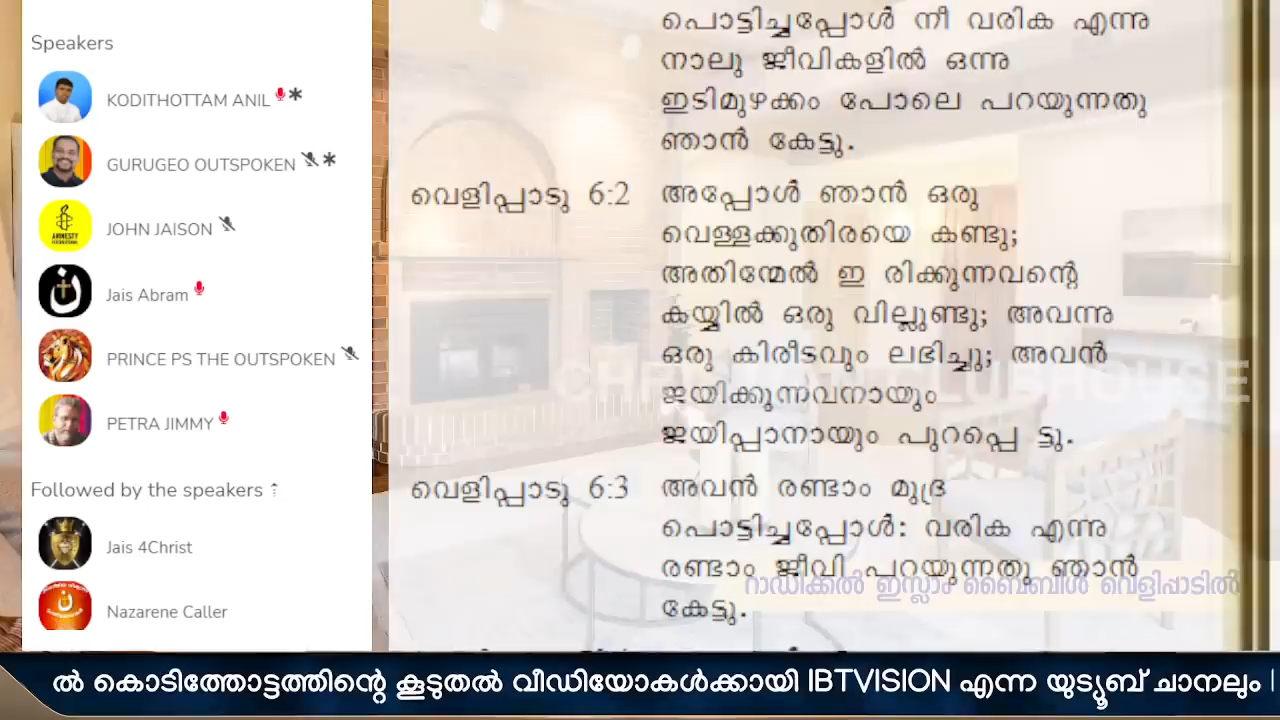 Speakers
KODITHOTTAM ANIL
GURUGEO OUTSPOKEN
JOHN JAISON
Jais Abram
PRINCE PS THE OUTSPOKEN
PETRA JIMMY
Followed by the speakers
Jais 4Christ
Nazarene Caller
പൊട്ടിച്ചപ്പോൾ നീ വരിക എന്നു
നാലു ജീവികളിൽ ഒന്നു
ഇടിമുഴക്കം പോലെ പറയുന്നതു
ഞാൻ കേട്ടു.
വെളിപ്പാടു 6:2 അപ്പോൾ ഞാൻ ഒരു
വെള്ളക്കുതിരയെ കണ്ടു;
അതിന്മേൽ ഇ രിക്കുന്നവന്റെ
കയ്യിൽ ഒരു വില്ലുണ്ടു; അവന്നു
ഒരു കിരീടവും ലഭിച്ചു; അവൻ
ജയിക്കുന്നവനായും
ജയിപ്പാനായും പുറപ്പെ ട്ടു.
വെളിപ്പാടു 6:3 അവൻ രണ്ടാം മുദ്ര
പൊട്ടിച്ചപ്പോൾ: വരിക എന്നു
രണ്ടാം ജീവി പറയുന്നതു ഞാൻ
കേട്ടു.
റാഡിക്കൽ ഇസ്ലാം ബൈബിൾ വെളിപ്പാടിൽ
ൽ കൊടിത്തോട്ടത്തിന്റെ കൂടുതൽ വീഡിയോകൾക്കായി IBTVISION എന്ന യുട്യൂബ് ചാനലും